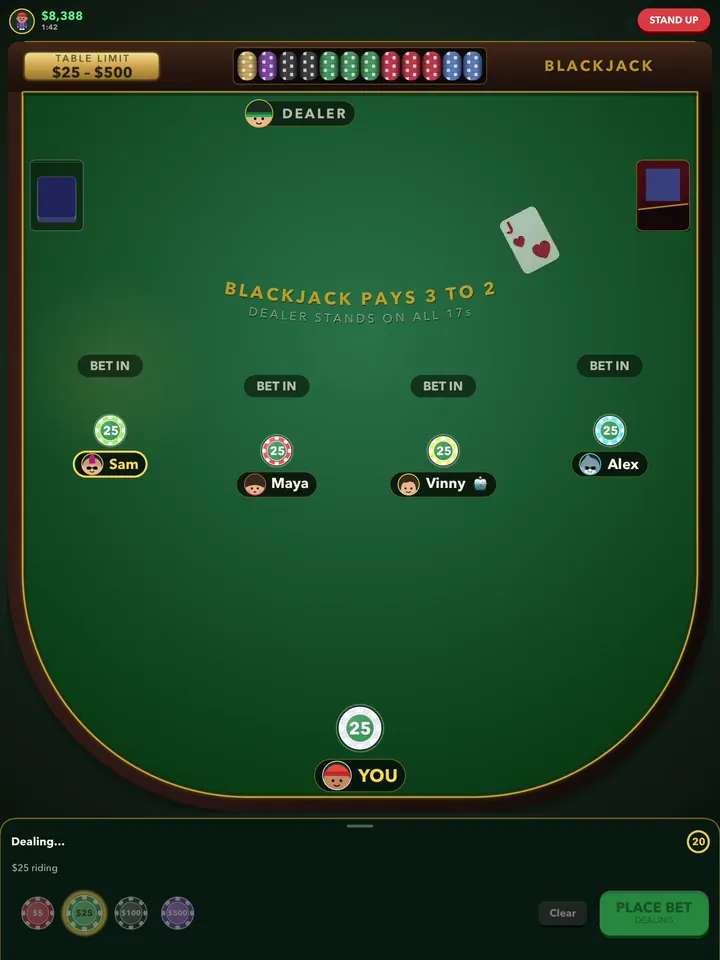 $8,388
1:42
STAND UP
TABLE LIMIT
$25 - $500
BLACKJACK
DEALER
J
BLACKJACK PAYS 3 TO 2
DEALER STANDS ON ALL 17s
BET IN
BET IN
BET IN
BET IN
25
25
25
25
Sam
Maya
Vinny
Alex
25
YOU
Dealing...
20
$25 riding
$5
$25
$100
$500
Clear
PLACE BET
DEALING